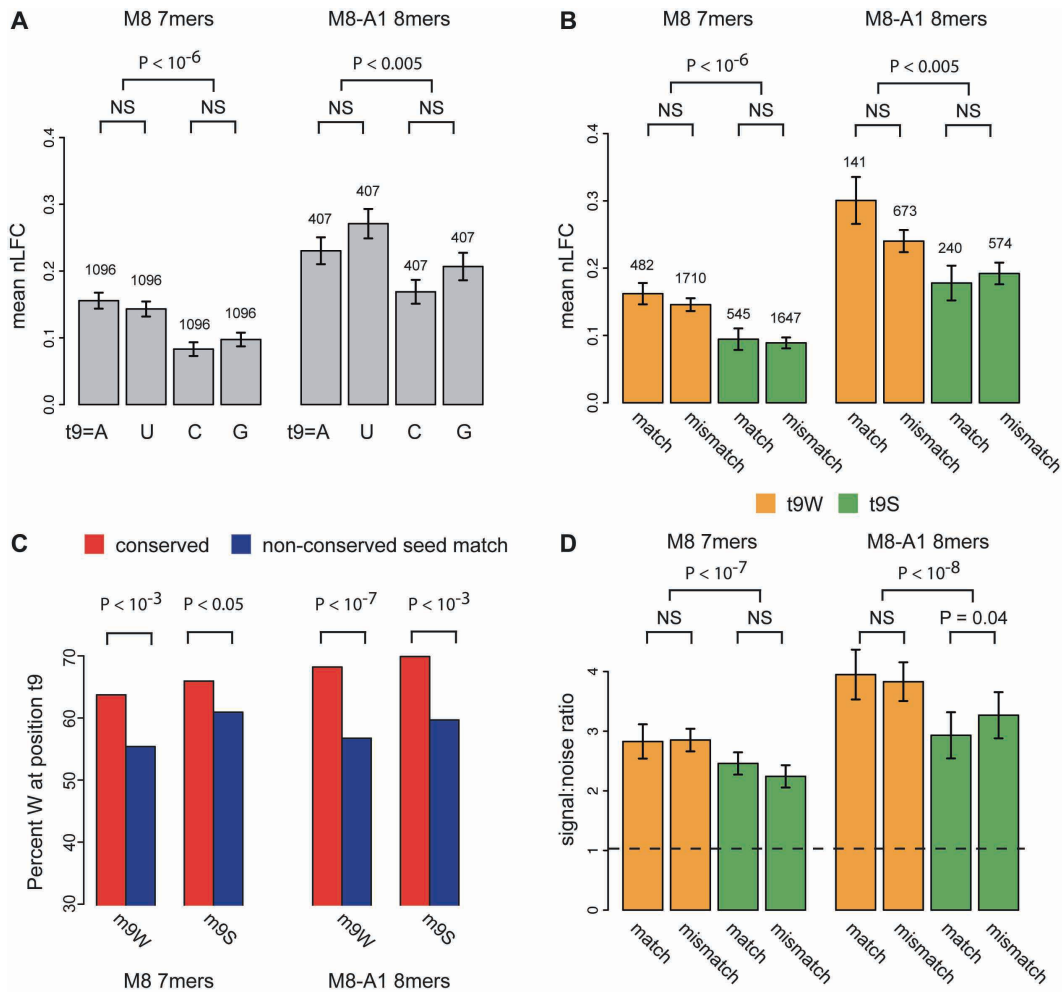 A
M8 7mers
M8-A1 8mers
P < 10-6
P < 0.005
NS
NS
NS
NS
mean nLFC
0.0
0.1
0.2
0.3
0.4
1096
1096
1096
1096
407
407
407
407
t9=A
U
C
G
t9=A
U
C
G
B
M8 7mers
M8-A1 8mers
P < 10-6
P < 0.005
NS
NS
NS
NS
mean nLFC
0.0
0.1
0.2
0.3
0.4
482
1710
545
1647
141
673
240
574
match
mismatch
match
mismatch
match
mismatch
match
mismatch
t9W
t9S
C
conserved
non-conserved seed match
P < 10-3
P < 0.05
P < 10-7
P < 10-3
Percent W at position t9
30
40
50
60
70
m9W
m9S
m9W
m9S
M8 7mers
M8-A1 8mers
D
M8 7mers
M8-A1 8mers
P < 10-7
P < 10-8
NS
NS
NS
P = 0.04
signal:noise ratio
0
1
2
3
4
match
mismatch
match
mismatch
match
mismatch
match
mismatch